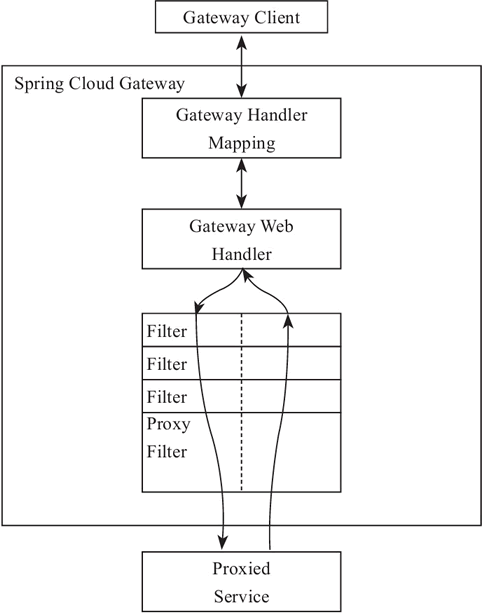 Gateway Client
Spring Cloud Gateway
Gateway Handler
Mapping
Gateway Web
Handler
Filter
Filter
Filter
Proxy
Filter
Proxied
Service